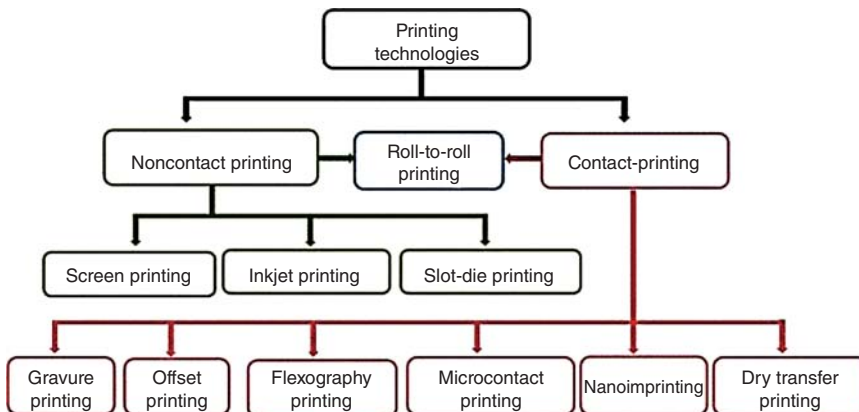 Printing
technologies
Noncontact printing
Roll-to-roll
printing
Contact-printing
Screen printing
Inkjet printing
Slot-die printing
Gravure
printing
Offset
printing
Flexography
printing
Microcontact
printing
Nanoimprinting
Dry transfer
printing